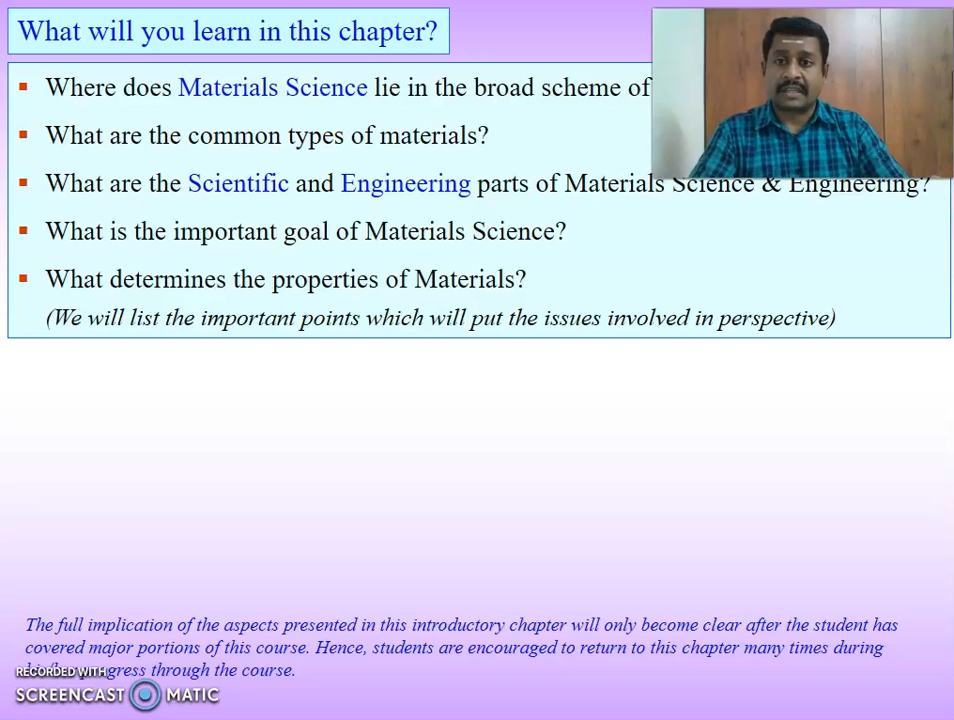 What will you learn in this chapter?
Where does Materials Science lie in the broad scheme of
What are the common types of materials?
What are the Scientific and Engineering parts of Materials Science & Engineering?
What is the important goal of Materials Science?
What determines the properties of Materials?
(We will list the important points which will put the issues involved in perspective)
The full implication of the aspects presented in this introductory chapter will only become clear after the student has
covered major portions of this course. Hence, students are encouraged to return to this chapter many times during
through the course.
RECORDED WITH
SCREENCAST MATIC